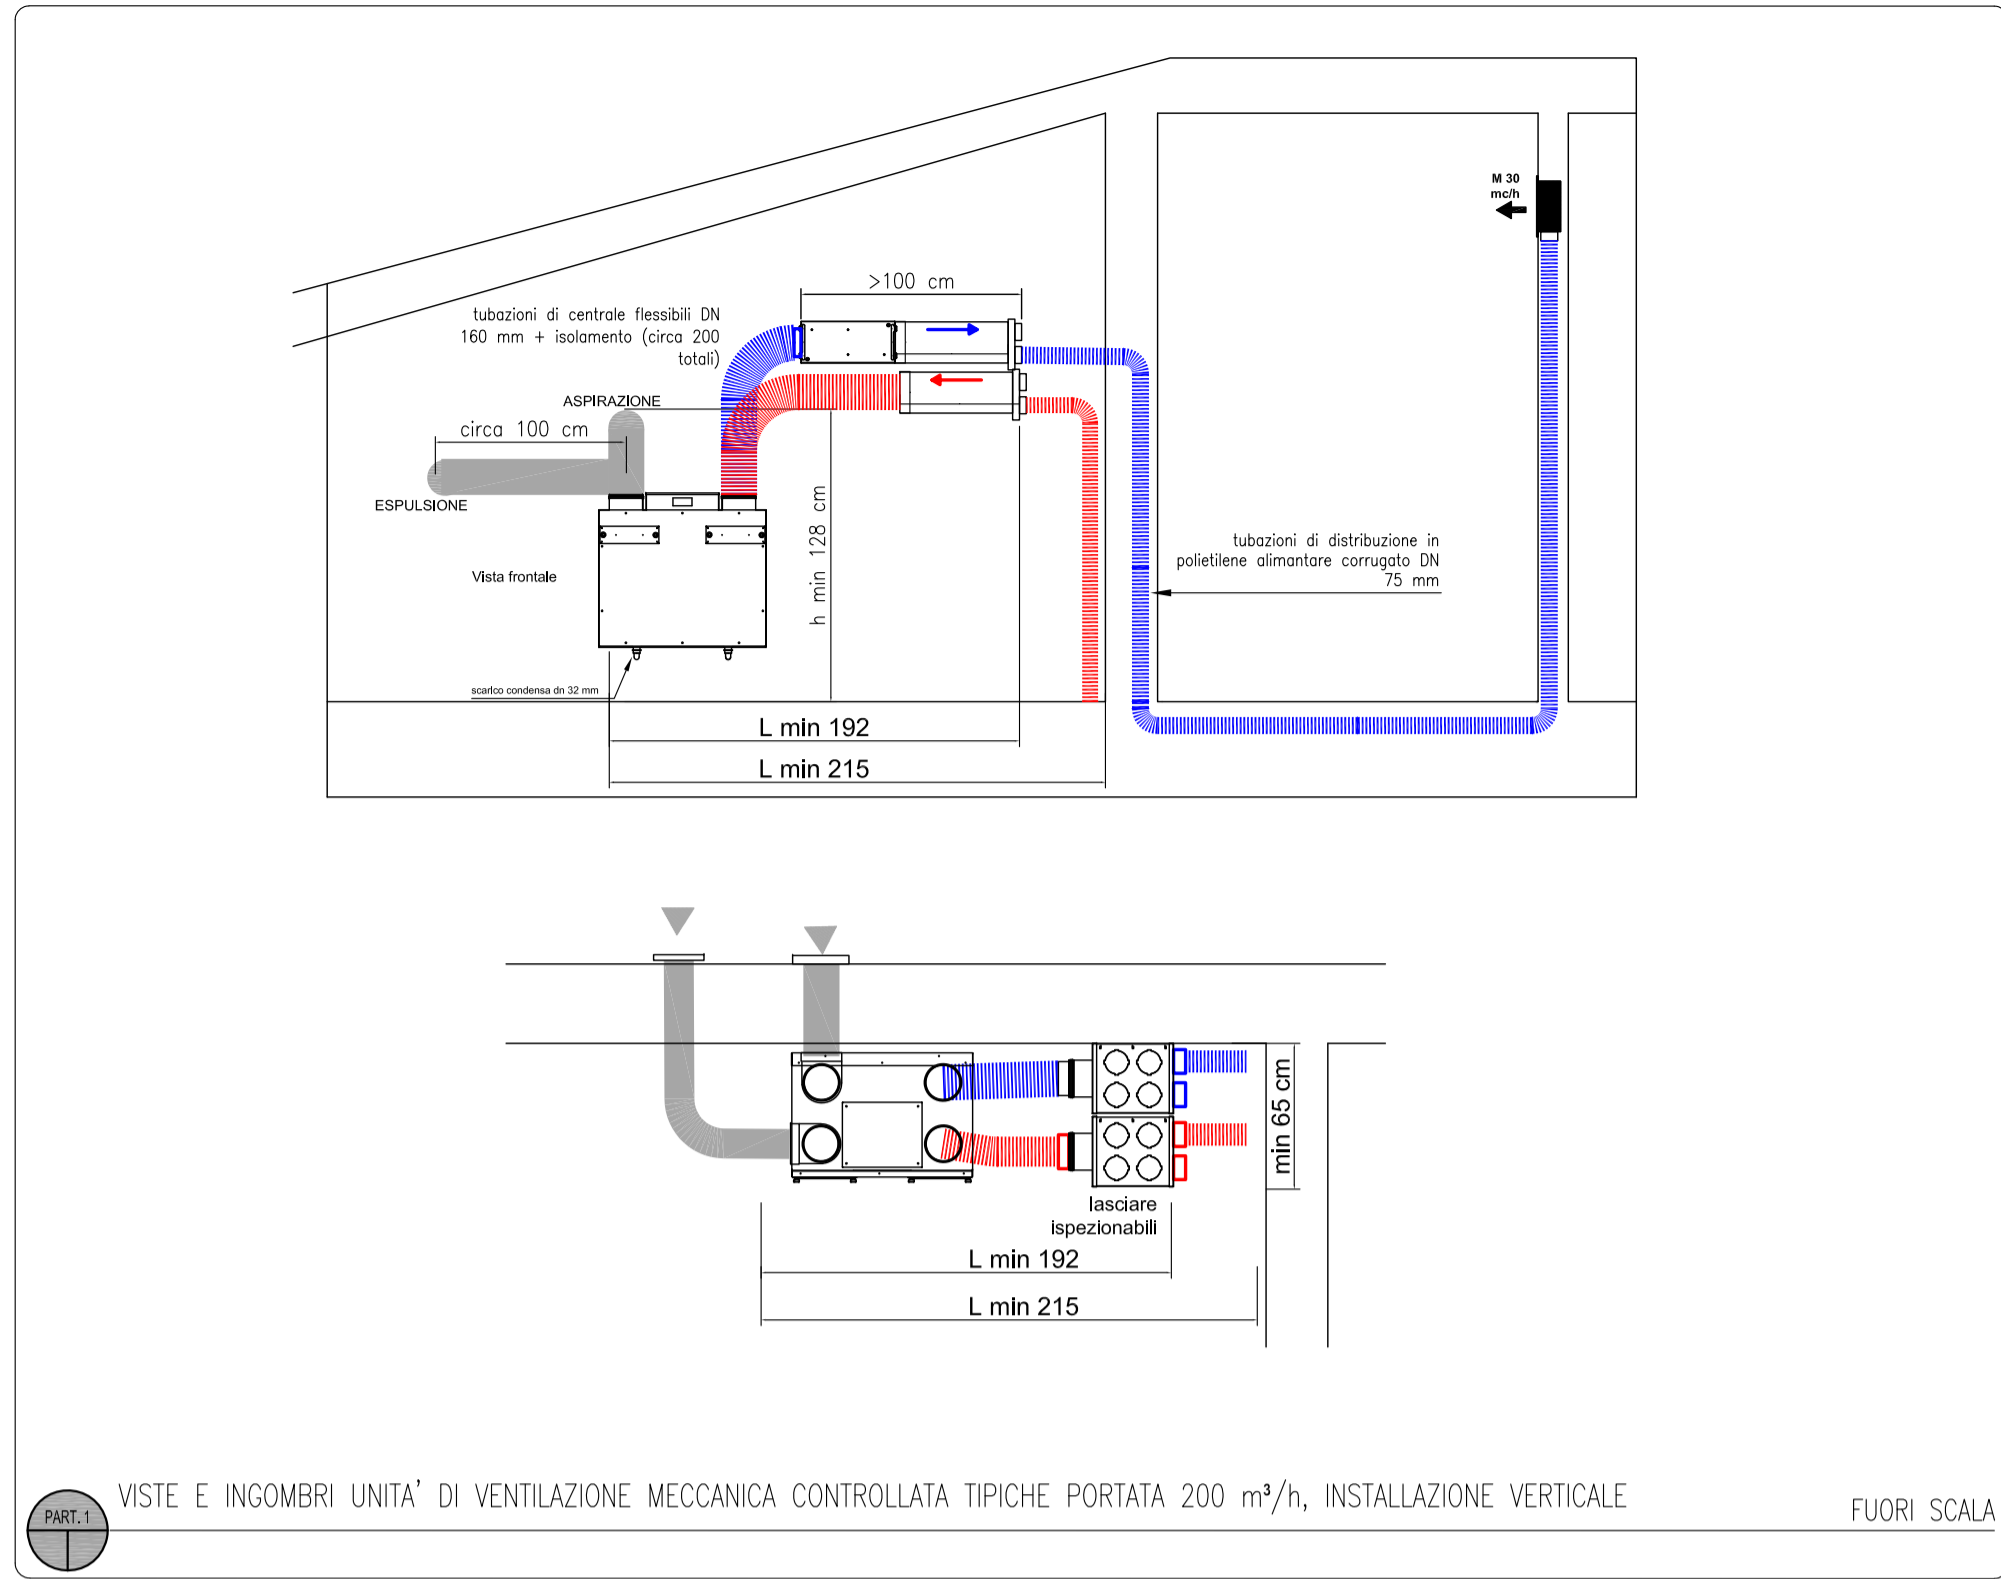 M 30
mc/h
>100 cm
tubazioni di centrale flessibili DN
160 mm + isolamento (circa 200
totali)
ASPIRAZIONE
circa 100 cm
ESPULSIONE
h min 128 cm
tubazioni di distribuzione in
polietilene alimantare corrugato DN
75 mm
Vista frontale
scarico condensa dn 32 mm
L min 192
L min 215
min 65 cm
lasciare
ispezionabili
L min 192
L min 215
PART.1
VISTE E INGOMBRI UNITA' DI VENTILAZIONE MECCANICA CONTROLLATA TIPICHE PORTATA 200 m³/h, INSTALLAZIONE VERTICALE
FUORI SCALA